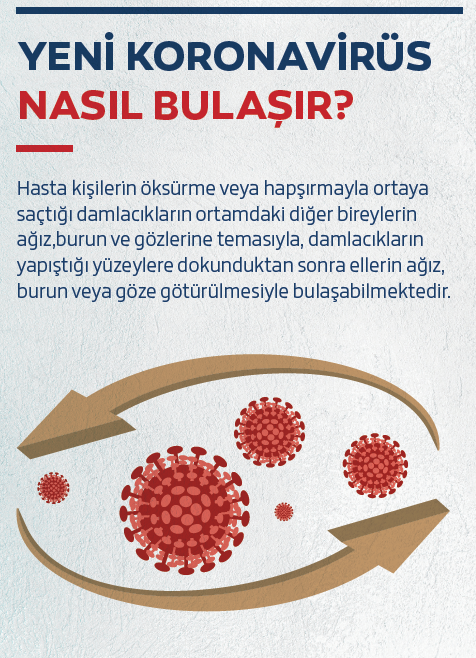 YENİ KORONAVİRÜS
NASIL BULAŞIR?
Hasta kişilerin öksürme veya hapşırmayla ortaya
saçtığı damlacıkların ortamdaki diğer bireylerin
ağız,burun ve gözlerine temasıyla, damlacıkların
yapıştığı yüzeylere dokunduktan sonra ellerin ağız,
burun veya göze götürülmesiyle bulaşabilmektedir.